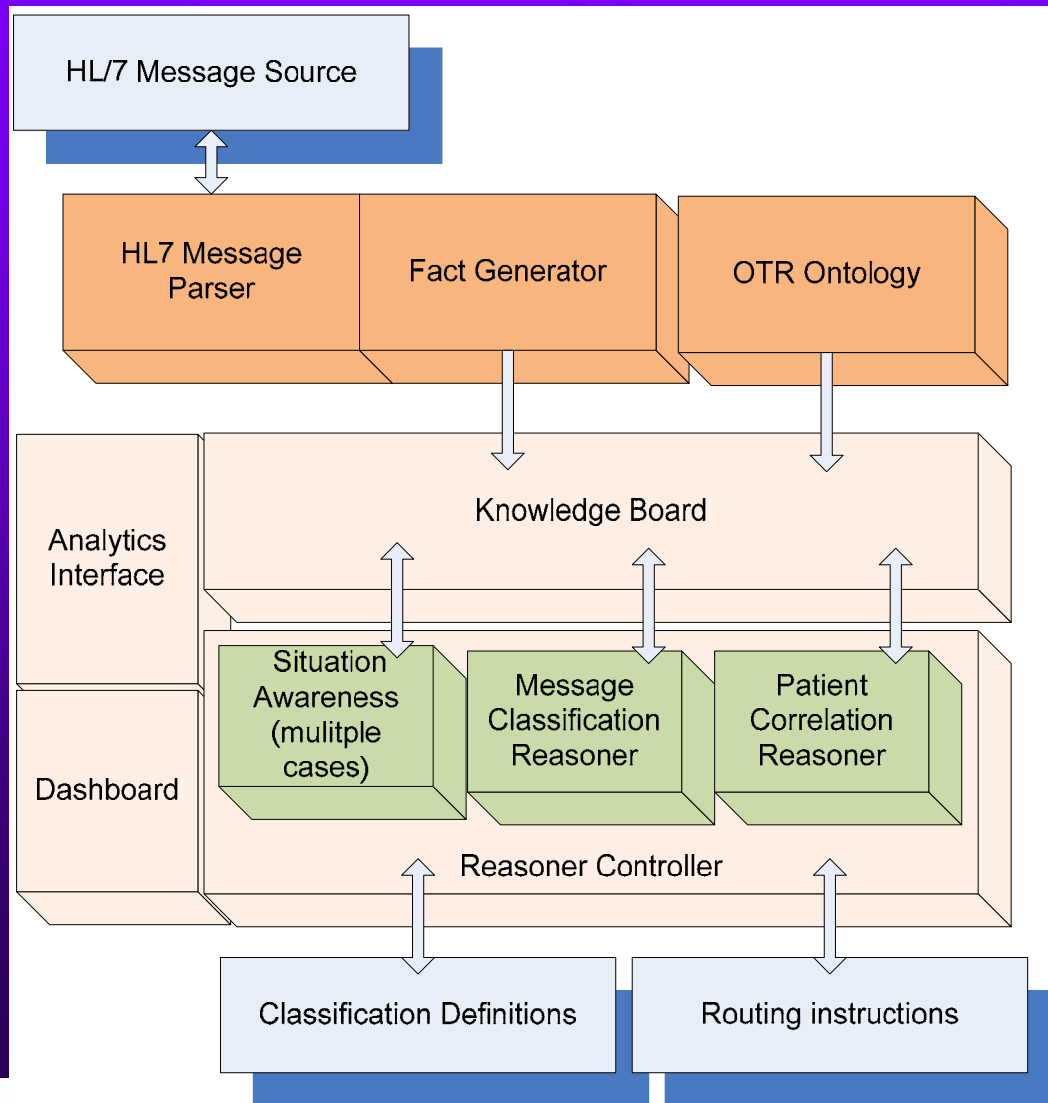 HL/7 Message Source
HL7 Message
Parser
Fact Generator
OTR Ontology
Analytics
Interface
Knowledge Board
Situation
Awareness
(mulitple
cases)
Message
Classification
Reasoner
Patient
Correlation
Reasoner
Dashboard
Reasoner Controller
Classification Definitions
Routing instructions